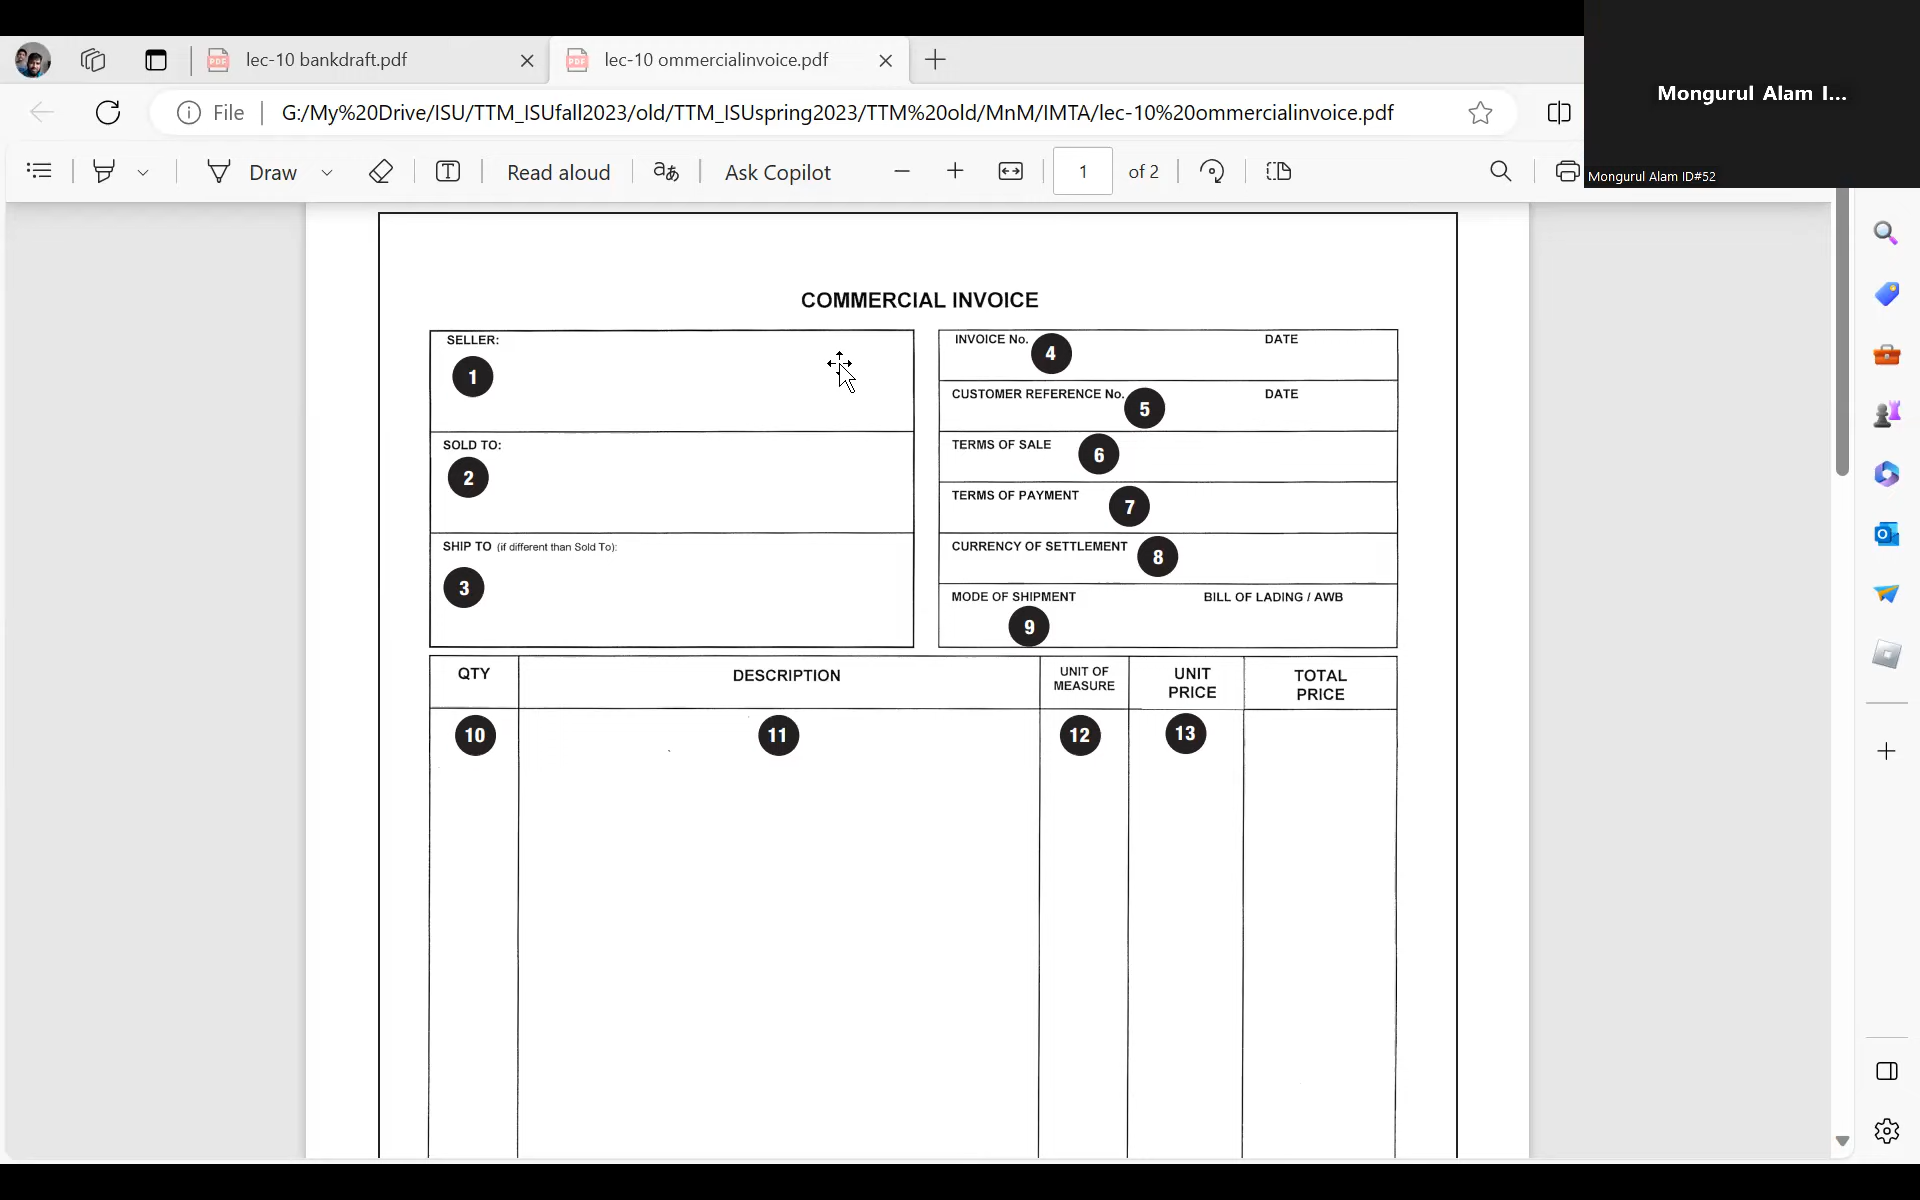 Mongurul Alam I...
Mongurul Alam ID#52
lec-10 bankdraft.pdf
lec-10 ommercialinvoice.pdf
File
G:/My%20Drive/ISU/TTM_ISUfall2023/old/TTM_ISUspring2023/TTM%20old/MnM/IMTA/lec-10%20ommercialinvoice.pdf
Draw
Read aloud
aあ
Ask Copilot
1 of 2
COMMERCIAL INVOICE
SELLER:
1
SOLD TO:
2
SHIP TO (if different than Sold To):
3
INVOICE No. 4 DATE
CUSTOMER REFERENCE No. 5 DATE
TERMS OF SALE 6
TERMS OF PAYMENT 7
CURRENCY OF SETTLEMENT 8
MODE OF SHIPMENT BILL OF LADING / AWB
9
QTY DESCRIPTION UNIT OF MEASURE UNIT PRICE TOTAL PRICE
10 11 12 13